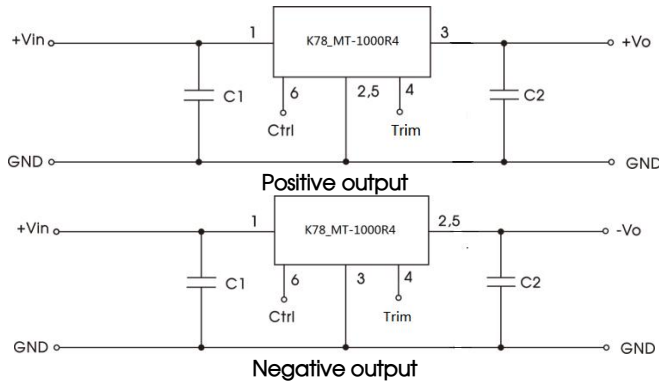 +Vin 1 K78_MT-1000R4 3 +Vo
C1 6 2,5 4 C2
Ctrl Trim
GND GND
Positive output
+Vin 1 K78_MT-1000R4 2,5 -Vo
C1 6 3 4 C2
Ctrl Trim
GND GND
Negative output